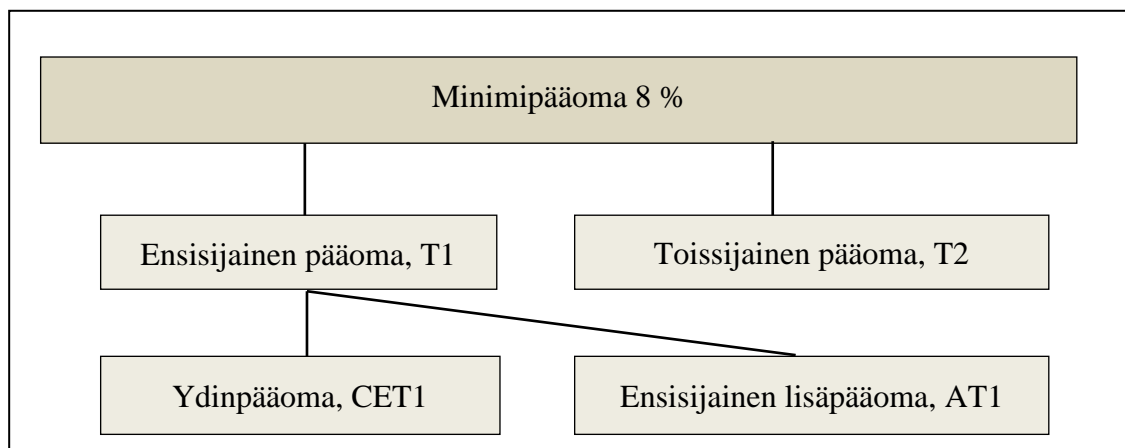 Minimipääoma 8 %
Ensisijainen pääoma, T1
Toissijainen pääoma, T2
Ydinpääoma, CET1
Ensisijainen lisäpääoma, AT1